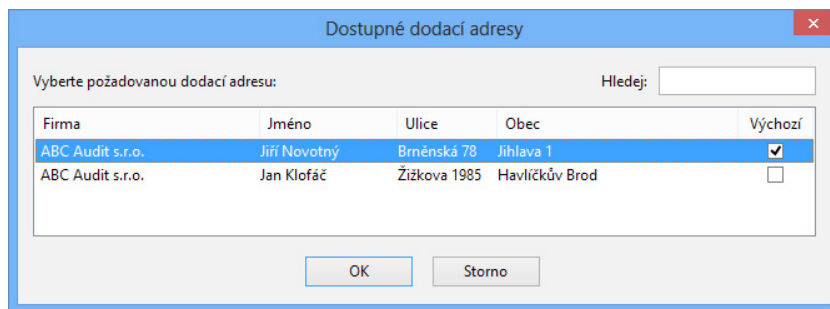 Dostupné dodací adresy
Vyberte požadovanou dodací adresu: Hledej:
Firma Jméno Ulice Obec Výchozí
ABC Audit s.r.o. Jiří Novotný Brněnská 78 Jihlava 1
ABC Audit s.r.o. Jan Klofáč Žižkova 1985 Havlíčkův Brod
OK Storno